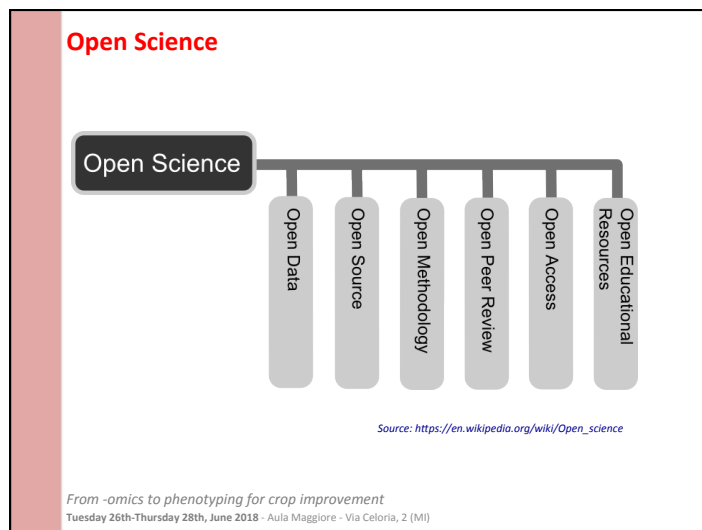 Open Science
Open Science
Open Data
Open Source
Open Methodology
Open Peer Review
Open Access
Open Educational
Resources
Source: https://en.wikipedia.org/wiki/Open_science
From -omics to phenotyping for crop improvement
Tuesday 26th-Thursday 28th, June 2018 - Aula Maggiore - Via Celoria, 2 (MI)